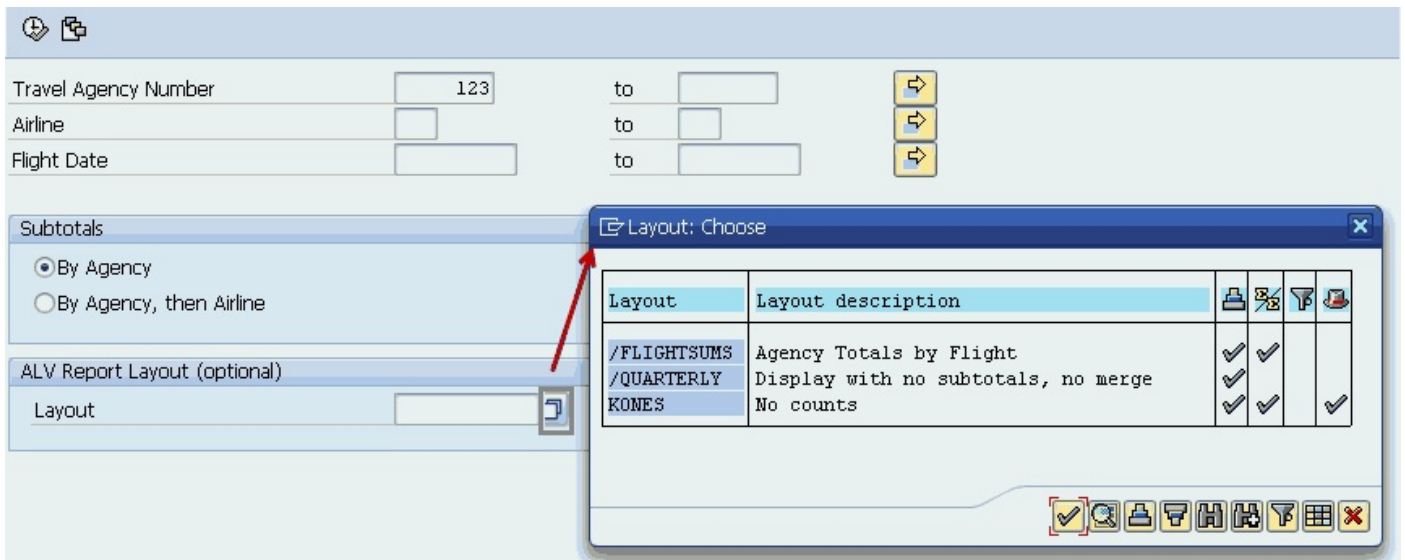 Travel Agency Number 123 to
Airline to
Flight Date to
Subtotals
By Agency
By Agency, then Airline
ALV Report Layout (optional)
Layout
Layout: Choose
Layout Layout description
/FLIGHTSUMS Agency Totals by Flight
/QUARTERLY Display with no subtotals, no merge
KONES No counts